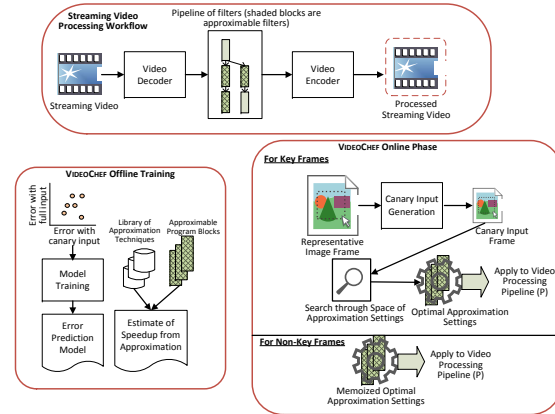 Streaming Video
Processing Workflow
Pipeline of filters (shaded blocks are
approximable filters)
Streaming Video
Video
Decoder
Video
Encoder
Processed
Streaming Video
VIDEOCHEF Offline Training
Error with
full input
Error with
canary input
Library of
Approximation
Techniques
Approximable
Program Blocks
Model
Training
Error
Prediction
Model
Estimate of
Speedup from
Approximation
VIDEOCHEF Online Phase
For Key Frames
Representative
Image Frame
Canary Input
Generation
Canary Input
Frame
Search through Space of
Approximation Settings
Optimal Approximation
Settings
Apply to Video
Processing
Pipeline (P)
For Non-Key Frames
Memoized Optimal
Approximation Settings
Apply to Video
Processing
Pipeline (P)